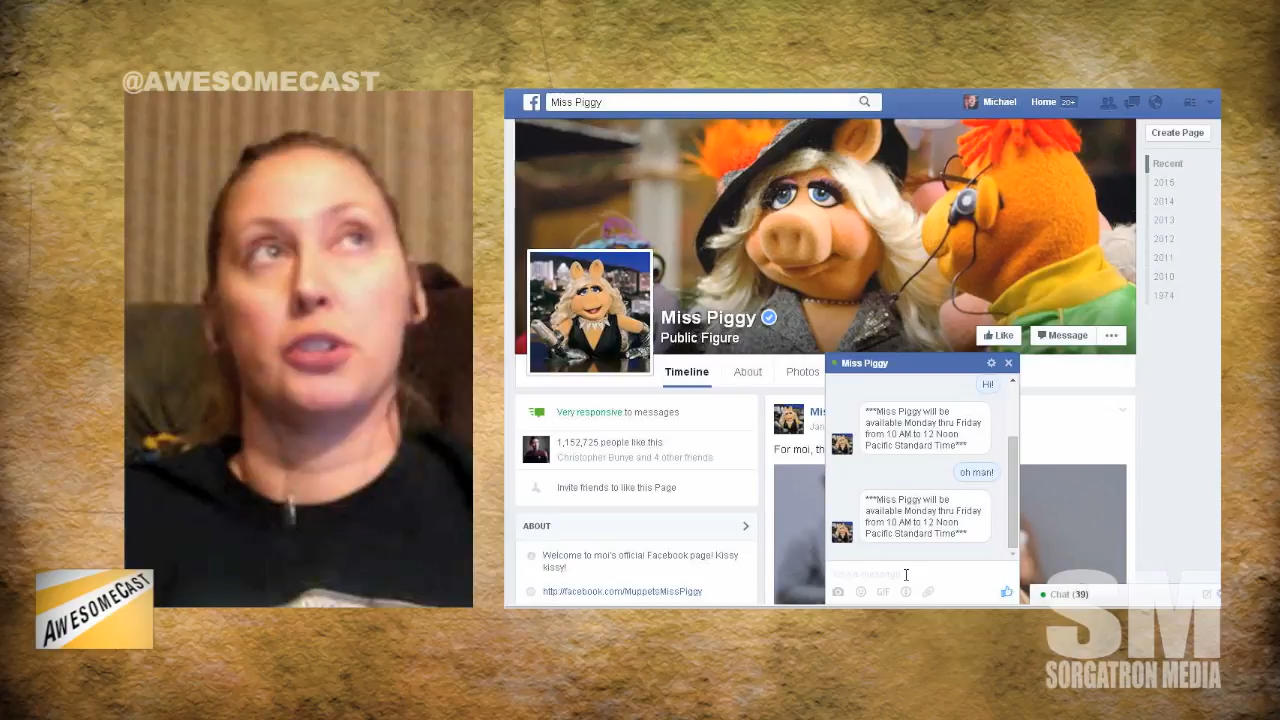 @AWESOMECAST
Miss Piggy
Michael
Home 20+
Create Page
Recent
2015
2014
2013
2012
2011
2010
1974
Miss Piggy
Public Figure
Like
Message
Timeline
About
Photos
Very responsive to messages
1,152,725 people like this
Christopher Bunye and 4 other friends
Invite friends to like this Page
ABOUT
Welcome to moi's official Facebook page! Kissy
kissy!
http://facebook.com/MuppetsMissPiggy
Mis
Jan
For moi, th
Miss Piggy
Hi!
***Miss Piggy will be
available Monday thru Friday
from 10 AM to 12 Noon
Pacific Standard Time***
oh man!
***Miss Piggy will be
available Monday thru Friday
from 10 AM to 12 Noon
Pacific Standard Time***
GIF
Chat (39)
AWESOMECAST
SM
SORGATRON MEDIA